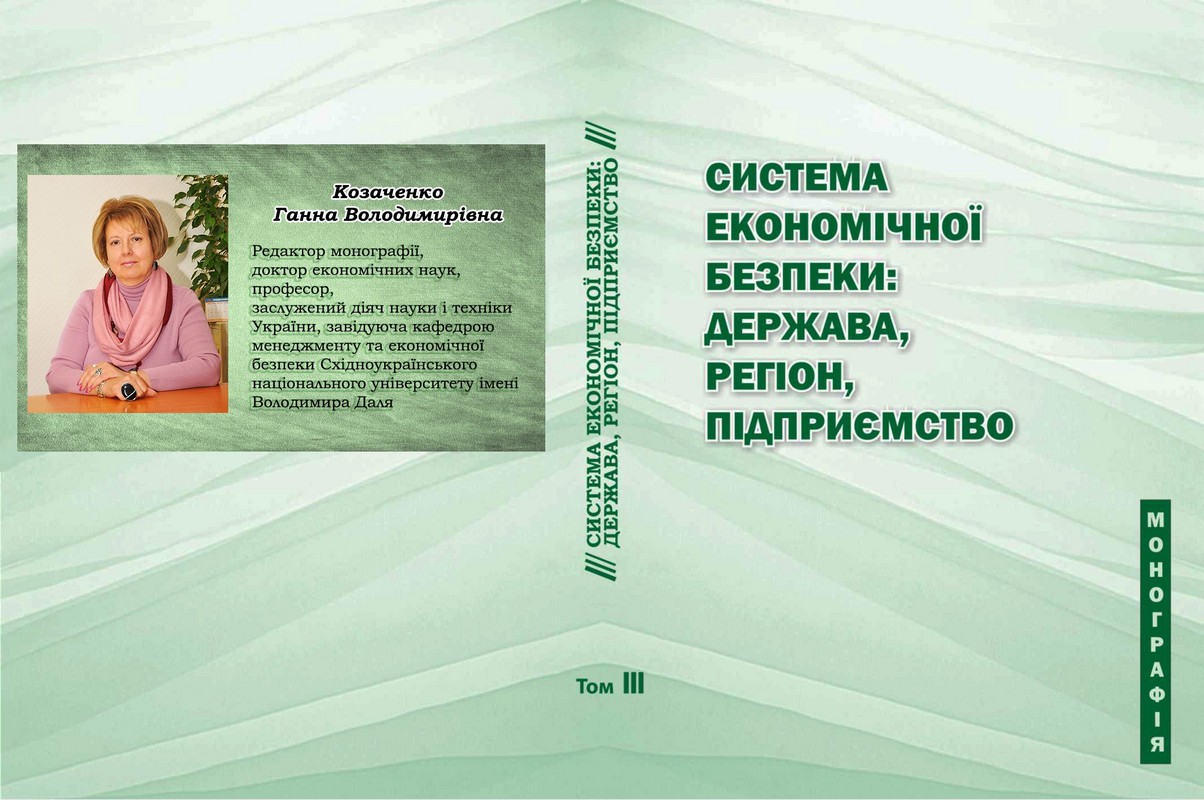 Козаченко
Ганна Володимирівна
Редактор монографії,
доктор економічних наук,
професор,
заслужений діяч науки і техніки
України, завідуюча кафедрою
менеджменту та економічної
безпеки Східноукраїнського
національного університету імені
Володимира Даля
/// СИСТЕМА ЕКОНОМІЧНОЇ БЕЗПЕКИ:
ДЕРЖАВА, РЕГІОН, ПІДПРИЄМСТВО ///
Том III
СИСТЕМА
ЕКОНОМІЧНОЇ
БЕЗПЕКИ:
ДЕРЖАВА,
РЕГІОН,
ПІДПРИЄМСТВО
МОНОГРАФІЯ